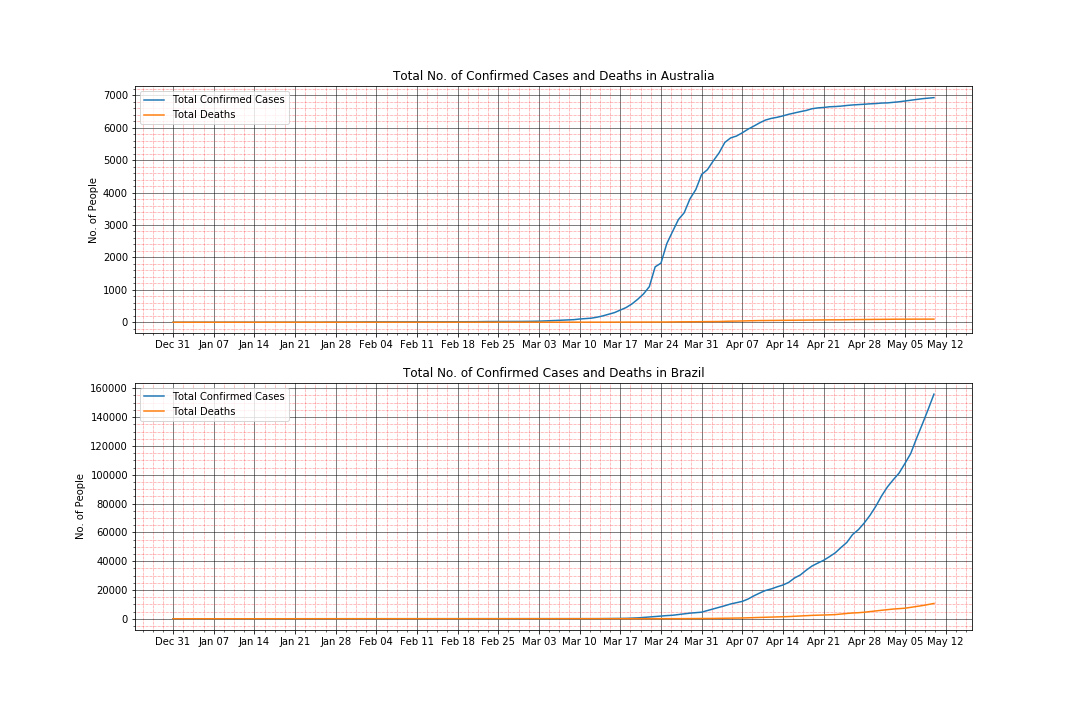 Total No. of Confirmed Cases and Deaths in Australia
Total Confirmed Cases
Total Deaths
No. of People
7000
6000
5000
4000
3000
2000
1000
0
Dec 31 Jan 07 Jan 14 Jan 21 Jan 28 Feb 04 Feb 11 Feb 18 Feb 25 Mar 03 Mar 10 Mar 17 Mar 24 Mar 31 Apr 07 Apr 14 Apr 21 Apr 28 May 05 May 12
Total No. of Confirmed Cases and Deaths in Brazil
Total Confirmed Cases
Total Deaths
No. of People
160000
140000
120000
100000
80000
60000
40000
20000
0
Dec 31 Jan 07 Jan 14 Jan 21 Jan 28 Feb 04 Feb 11 Feb 18 Feb 25 Mar 03 Mar 10 Mar 17 Mar 24 Mar 31 Apr 07 Apr 14 Apr 21 Apr 28 May 05 May 12